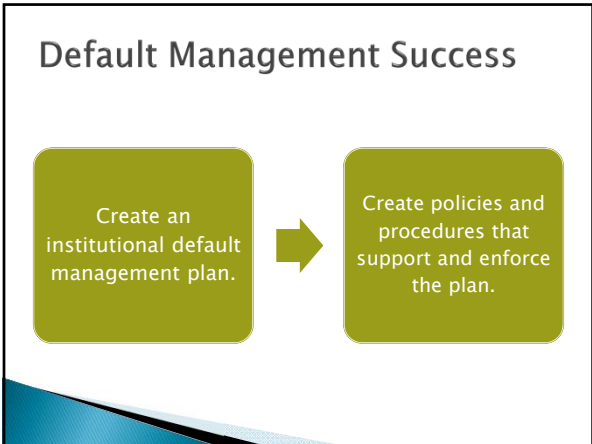 Default Management Success
Create an
institutional default
management plan.
Create policies and
procedures that
support and enforce
the plan.